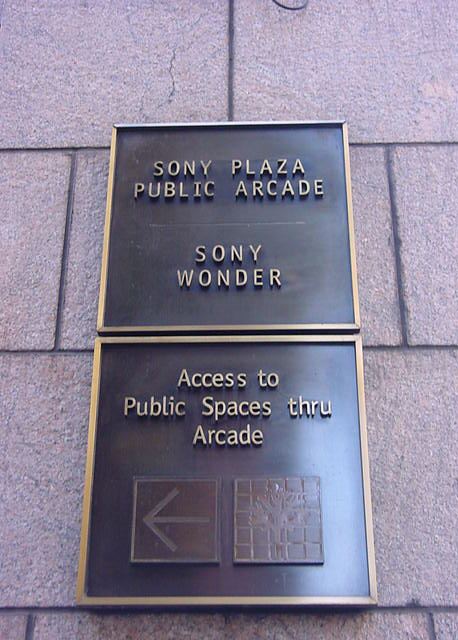 SONY PLAZA
PUBLIC ARCADE
SONY
WONDER
Access to
Public Spaces thru
Arcade